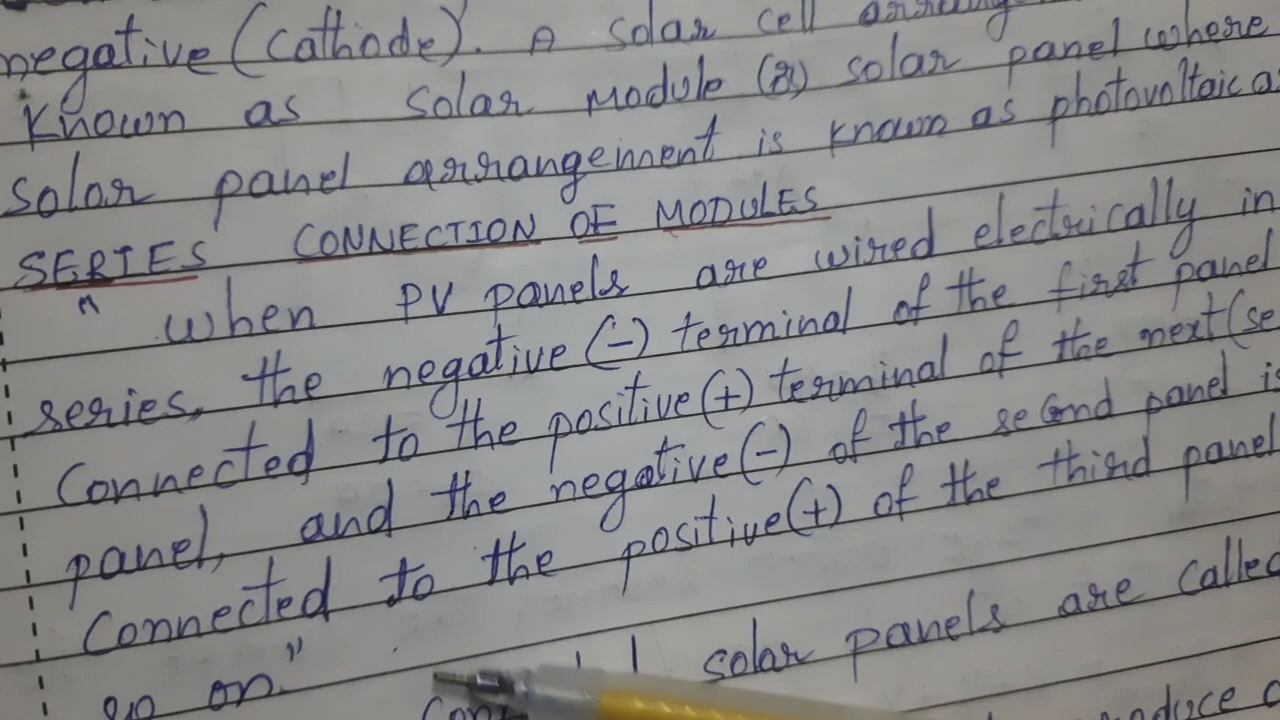 negative (Cathode). A solar cell
Known as solar Module (or) solar panel where
solar panel arrangement is known as photovoltaic
SERIES CONNECTION OF MODULES
" when PV panels are wired electrically in
series, the negative (-) terminal of the first panel
Connected to the positive (+) terminal of the next (se
panel, and the negative (-) of the second panel is
Connected to the positive (+) of the third panel
so on."
solar panels are called